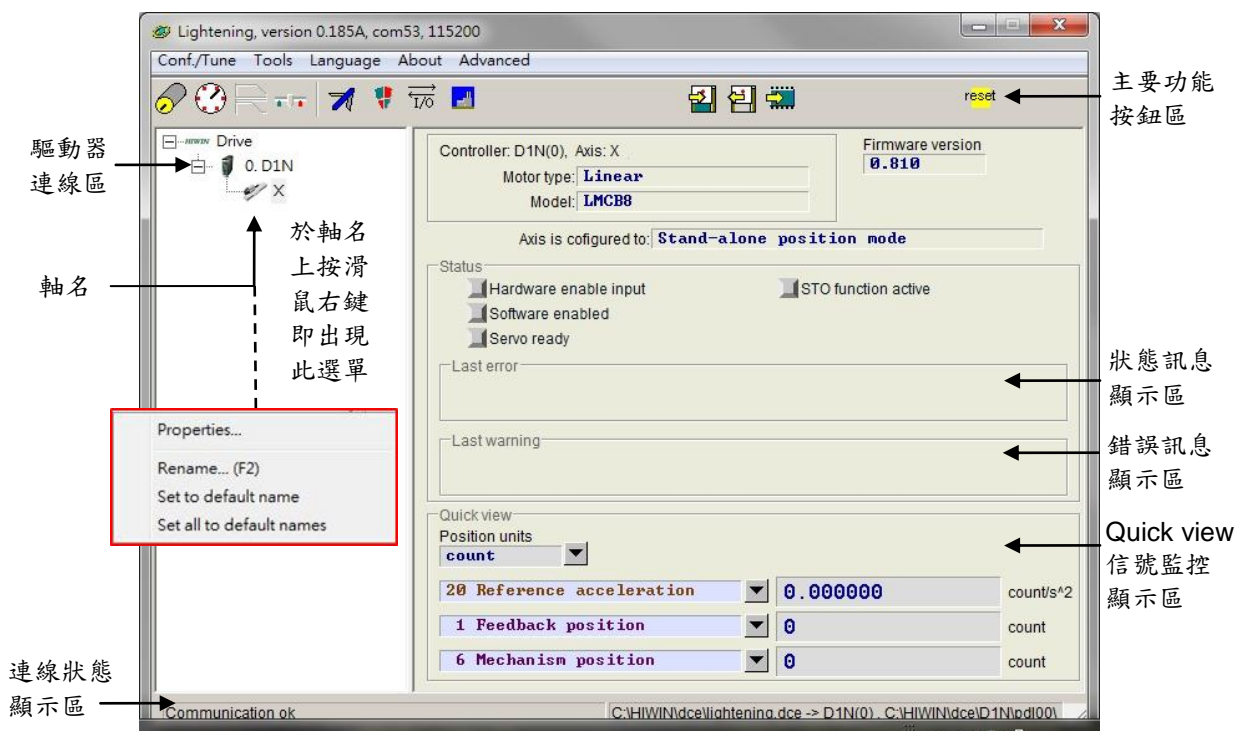 Lightening, version 0.185A, com53, 115200
Conf./Tune Tools Language About Advanced
I/O
reset
主要功能
按鈕區
驅動器
連線區
HIWIN Drive
0. D1N
X
軸名
於軸名
上按滑
鼠右鍵
即出現
此選單
Properties...
Rename... (F2)
Set to default name
Set all to default names
Controller: D1N(0), Axis: X
Motor type: Linear
Model: LMCB8
Firmware version
0.810
Axis is cofigured to: Stand-alone position mode
Status
Hardware enable input
STO function active
Software enabled
Servo ready
Last error
狀態訊息
顯示區
Last warning
錯誤訊息
顯示區
Quick view
Position units
count
Quick view
信號監控
顯示區
20 Reference acceleration 0.000000 count/s^2
1 Feedback position 0 count
6 Mechanism position 0 count
連線狀態
顯示區
Communication ok
C:\HIWIN\dce\lightening.dce -> D1N(0) , C:\HIWIN\dce\D1N\pdl00\